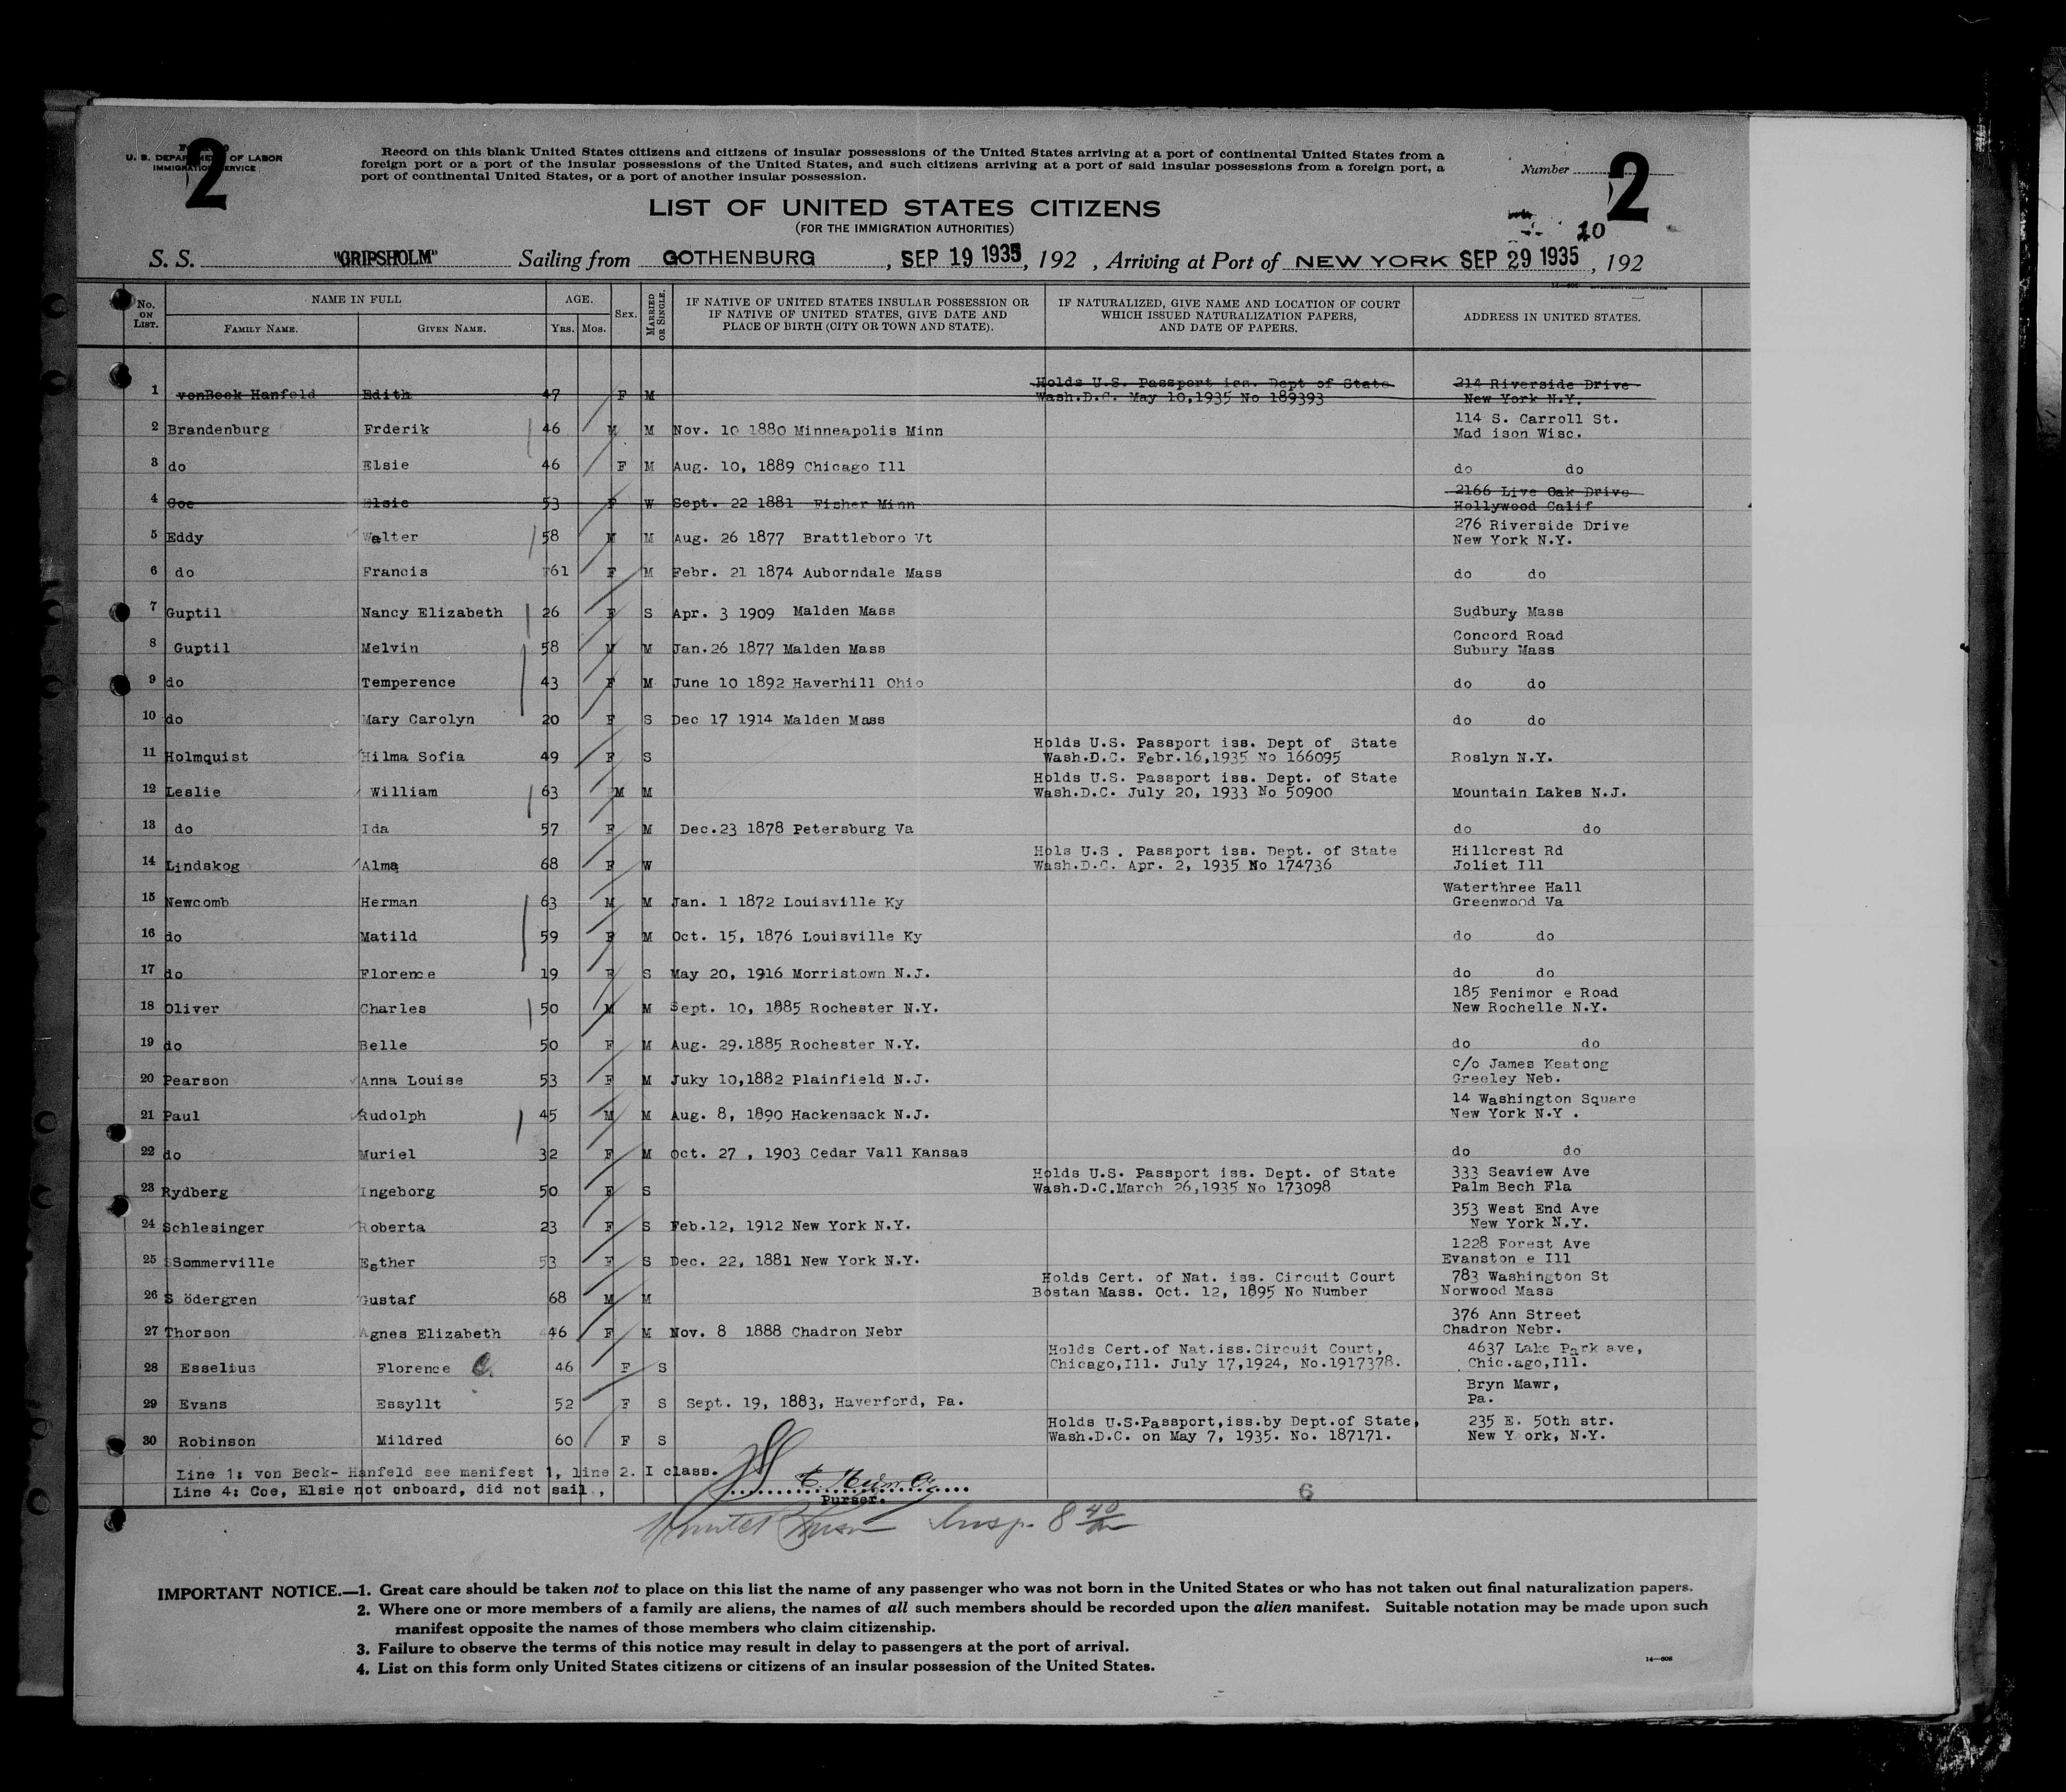 2
U. S. DEPARTMENT OF LABOR
IMMIGRATION SERVICE
Record on this blank United States citizens and citizens of insular possessions of the United States arriving at a port of continental United States from a
foreign port or a port of the insular possessions of the United States, and such citizens arriving at a port of said insular possessions from a foreign port, a
port of continental United States, or a port of another insular possession.
Number 2
LIST OF UNITED STATES CITIZENS
(FOR THE IMMIGRATION AUTHORITIES)
10
S. S. "GRIPSHOLM" Sailing from GOTHENBURG, SEP 19 1935, 192 , Arriving at Port of NEW YORK SEP 29 1935, 192
No. ON LIST. NAME IN FULL FAMILY NAME. GIVEN NAME. AGE. YRS. MOS. SEX. MARRIED OR SINGLE. IF NATIVE OF UNITED STATES INSULAR POSSESSION OR IF NATIVE OF UNITED STATES, GIVE DATE AND PLACE OF BIRTH (CITY OR TOWN AND STATE). IF NATURALIZED, GIVE NAME AND LOCATION OF COURT WHICH ISSUED NATURALIZATION PAPERS, AND DATE OF PAPERS. ADDRESS IN UNITED STATES.
1 vonBeck Hanfeld Edith 47 F M Holds U.S. Passport iss. Dept of State Wash.D.C. May 10,1935 No 189393 214 Riverside Drive New York N.Y.
2 Brandenburg Frderik 46 M M Nov. 10 1880 Minneapolis Minn 114 S. Carroll St. Mad ison Wisc.
3 do Elsie 46 F M Aug. 10, 1889 Chicago Ill do do
4 Coe Elsie 53 F W Sept. 22 1881 Fisher Minn 2166 Live Oak Drive Hollywood Calif
5 Eddy Walter 58 M M Aug. 26 1877 Brattleboro Vt 276 Riverside Drive New York N.Y.
6 do Francis 61 F M Febr. 21 1874 Auborndale Mass do do
7 Guptil Nancy Elizabeth 26 F S Apr. 3 1909 Malden Mass Sudbury Mass
8 Guptil Melvin 58 M M Jan.26 1877 Malden Mass Concord Road Subury Mass
9 do Temperence 43 F M June 10 1892 Haverhill Ohio do do
10 do Mary Carolyn 20 F S Dec 17 1914 Malden Mass do do
11 Holmquist Hilma Sofia 49 F S Holds U.S. Passport iss. Dept of State Wash.D.C. Febr.16,1935 No 166095 Roslyn N.Y.
12 Leslie William 63 M M Holds U.S. Passport iss. Dept. of State Wash.D.C. July 20, 1933 No 50900 Mountain Lakes N.J.
13 do Ida 57 F M Dec.23 1878 Petersburg Va do do
14 Lindskog Alma 68 F W Hols U.S . Passport iss. Dept. of State Wash.D.C. Apr. 2, 1935 No 174736 Hillcrest Rd Joliet Ill
15 Newcomb Herman 63 M M Jan. 1 1872 Louisville Ky Waterthree Hall Greenwood Va
16 do Matild 59 F M Oct. 15, 1876 Louisville Ky do do
17 do Florence 19 F S May 20, 1916 Morristown N.J. do do
18 Oliver Charles 50 M M Sept. 10, 1885 Rochester N.Y. 185 Fenimor e Road New Rochelle N.Y.
19 do Belle 50 F M Aug. 29.1885 Rochester N.Y. do do
20 Pearson Anna Louise 53 F M Juky 10,1882 Plainfield N.J. c/o James Keatong Greeley Neb.
21 Paul Rudolph 45 M M Aug. 8, 1890 Hackensack N.J. 14 Washington Square New York N.Y .
22 do Muriel 32 F M Oct. 27 , 1903 Cedar Vall Kansas do do
23 Rydberg Ingeborg 50 F S Holds U.S. Passport iss. Dept. of State Wash.D.C.March 26,1935 No 173098 333 Seaview Ave Palm Bech Fla
24 Schlesinger Roberta 23 F S Feb.12, 1912 New York N.Y. 353 West End Ave New York N.Y.
25 Sommerville Esther 53 F S Dec. 22, 1881 New York N.Y. 1228 Forest Ave Evanston e Ill
26 S ödergren Gustaf 68 M M Holds Cert. of Nat. iss. Circuit Court Bostan Mass. Oct. 12, 1895 No Number 783 Washington St Norwood Mass
27 Thorson Agnes Elizabeth 46 F M Nov. 8 1888 Chadron Nebr 376 Ann Street Chadron Nebr.
28 Esselius Florence C. 46 F S Holds Cert.of Nat.iss.Circuit Court, Chicago,Ill. July 17,1924, No.1917378. 4637 Lake Park ave, Chic.ago,Ill.
29 Evans Essyllt 52 F S Sept. 19, 1883, Haverford, Pa. Bryn Mawr, Pa.
30 Robinson Mildred 60 F S Holds U.S.Passport,iss.by Dept.of State, Wash.D.C. on May 7, 1935. No. 187171. 235 E. 50th str. New York, N.Y.
Line 1: von Beck- Hanfeld see manifest 1, line 2. I class.
Line 4: Coe, Elsie not onboard, did not sail ,
Purser.
6
Insp. 8 40
IMPORTANT NOTICE.—1. Great care should be taken not to place on this list the name of any passenger who was not born in the United States or who has not taken out final naturalization papers.
2. Where one or more members of a family are aliens, the names of all such members should be recorded upon the alien manifest. Suitable notation may be made upon such
manifest opposite the names of those members who claim citizenship.
3. Failure to observe the terms of this notice may result in delay to passengers at the port of arrival.
4. List on this form only United States citizens or citizens of an insular possession of the United States.
14—608